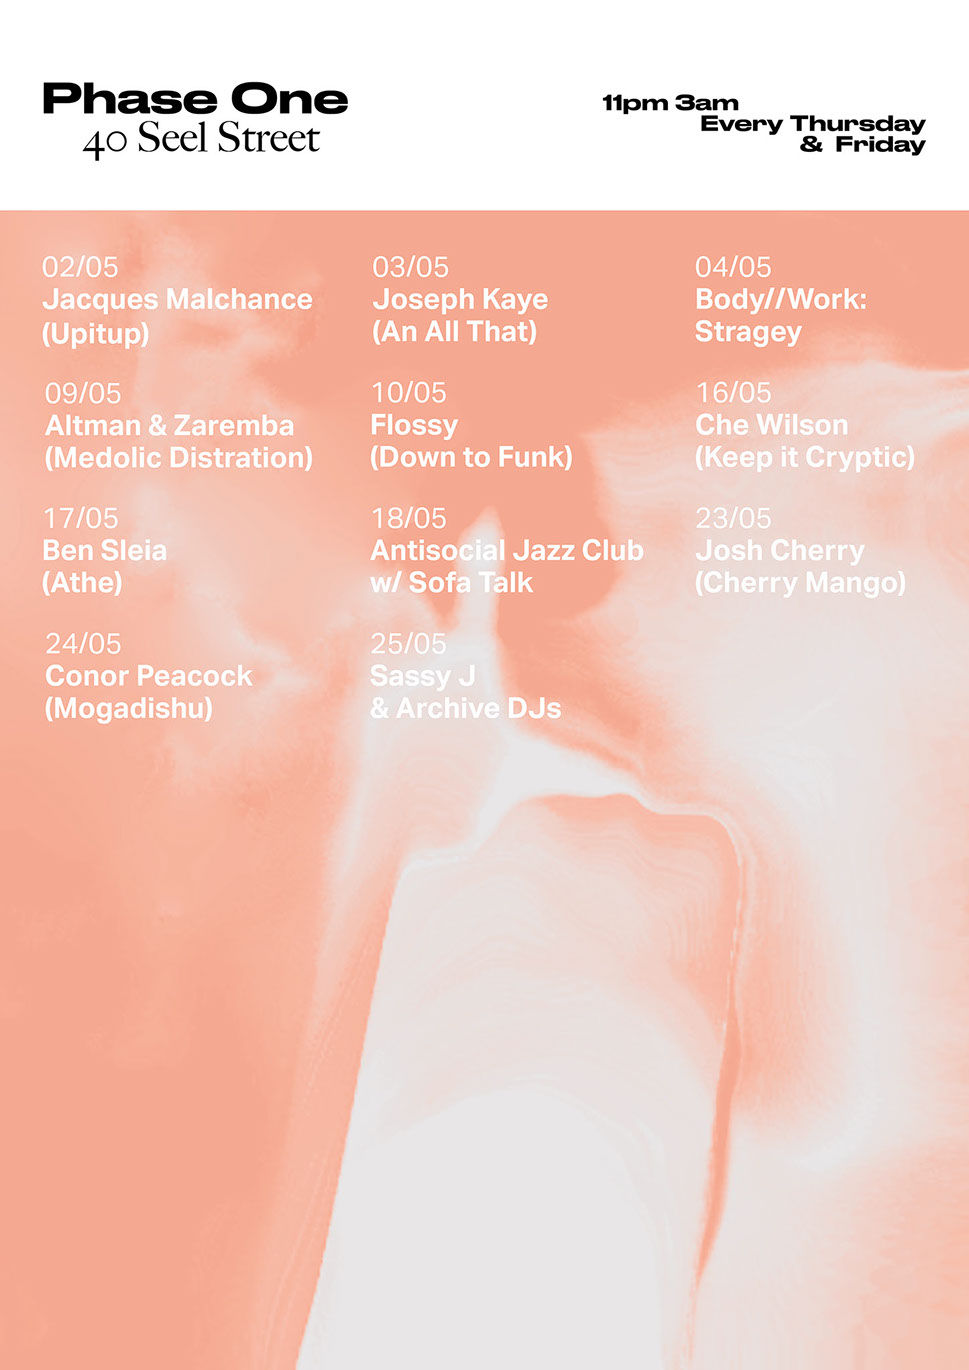 Phase One
40 Seel Street
11pm 3am
Every Thursday
& Friday
02/05
Jacques Malchance
(Upitup)
03/05
Joseph Kaye
(An All That)
04/05
Body//Work:
Stragey
09/05
Altman & Zaremba
(Medolic Distration)
10/05
Flossy
(Down to Funk)
16/05
Che Wilson
(Keep it Cryptic)
17/05
Ben Sleia
(Athe)
18/05
Antisocial Jazz Club
w/ Sofa Talk
23/05
Josh Cherry
(Cherry Mango)
24/05
Conor Peacock
(Mogadishu)
25/05
Sassy J
& Archive DJs